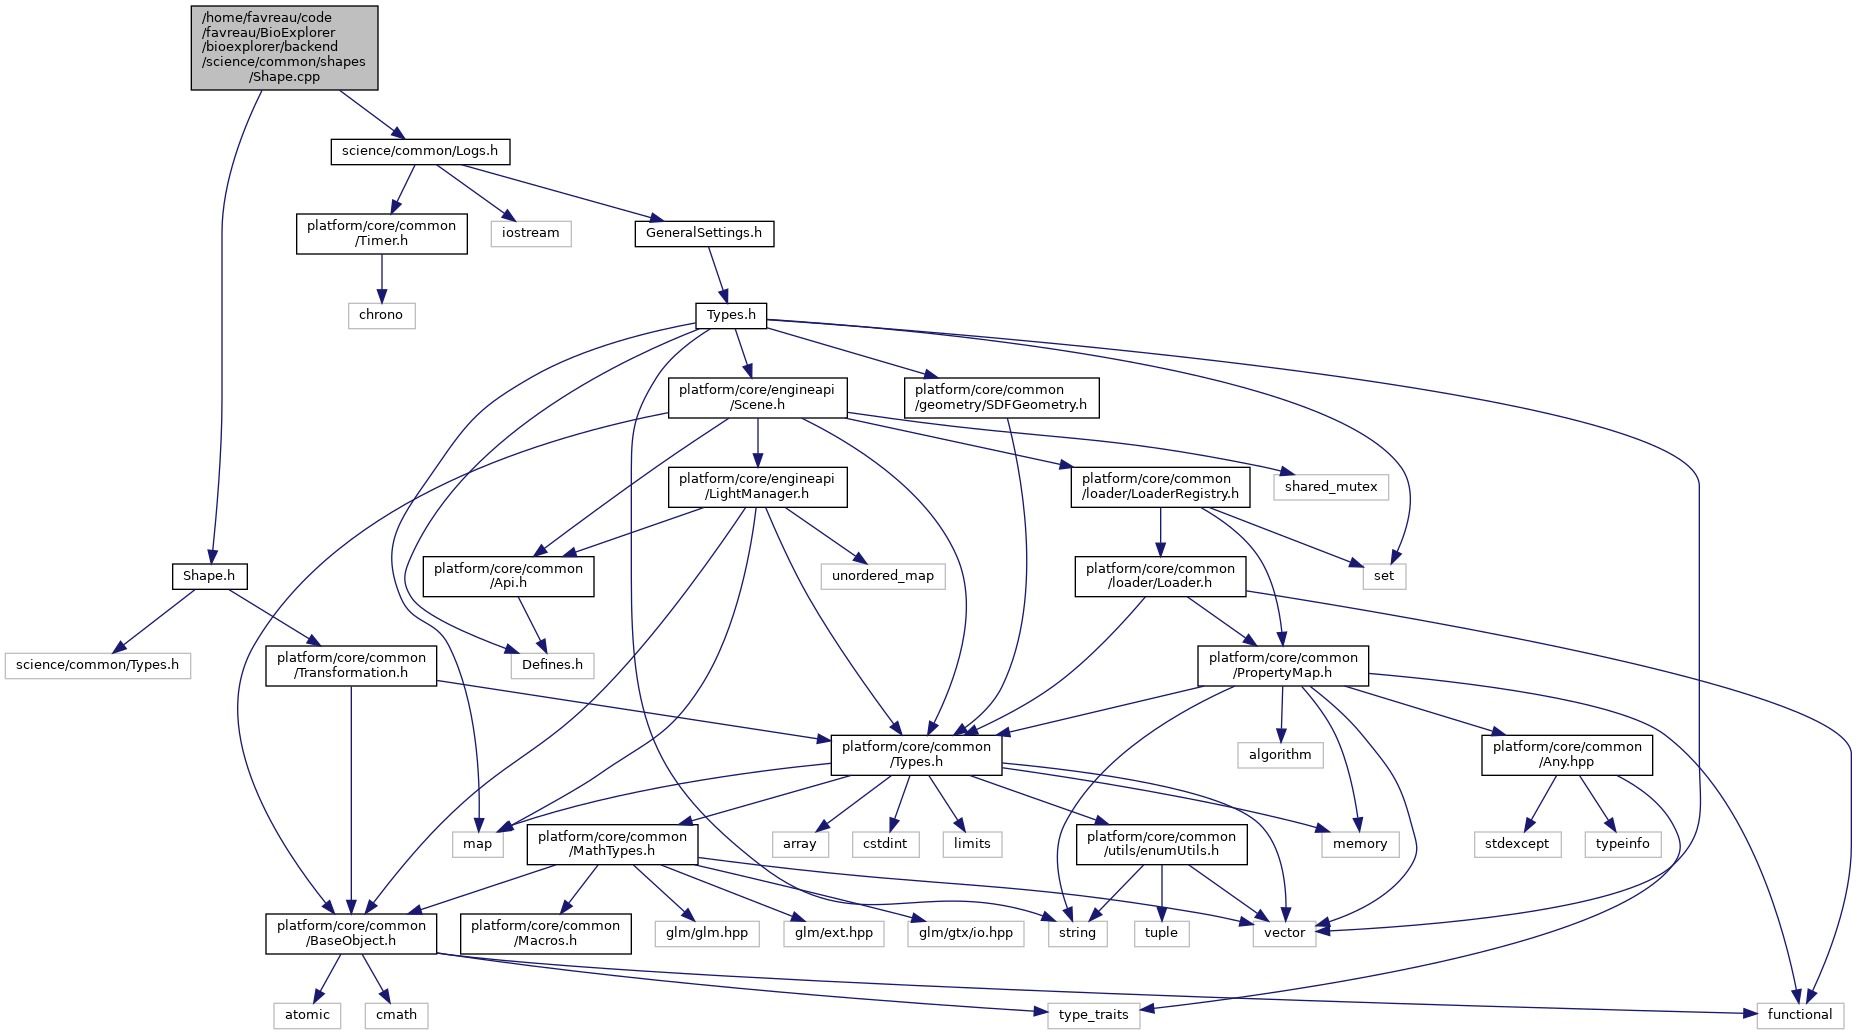 /home/favreau/code
/favreau/BioExplorer
/bioexplorer/backend
/science/common/shapes
/Shape.cpp
science/common/Logs.h
platform/core/common
/Timer.h
iostream
GeneralSettings.h
chrono
Types.h
platform/core/engineapi
/Scene.h
platform/core/common
/geometry/SDFGeometry.h
platform/core/engineapi
/LightManager.h
platform/core/common
/loader/LoaderRegistry.h
shared_mutex
Shape.h
platform/core/common
/Api.h
unordered_map
platform/core/common
/loader/Loader.h
set
science/common/Types.h
platform/core/common
/Transformation.h
Defines.h
platform/core/common
/PropertyMap.h
platform/core/common
/Types.h
algorithm
platform/core/common
/Any.hpp
map
platform/core/common
/MathTypes.h
array
cstdint
limits
platform/core/common
/utils/enumUtils.h
memory
stdexcept
typeinfo
platform/core/common
/BaseObject.h
platform/core/common
/Macros.h
glm/glm.hpp
glm/ext.hpp
glm/gtx/io.hpp
string
tuple
vector
atomic
cmath
type_traits
functional